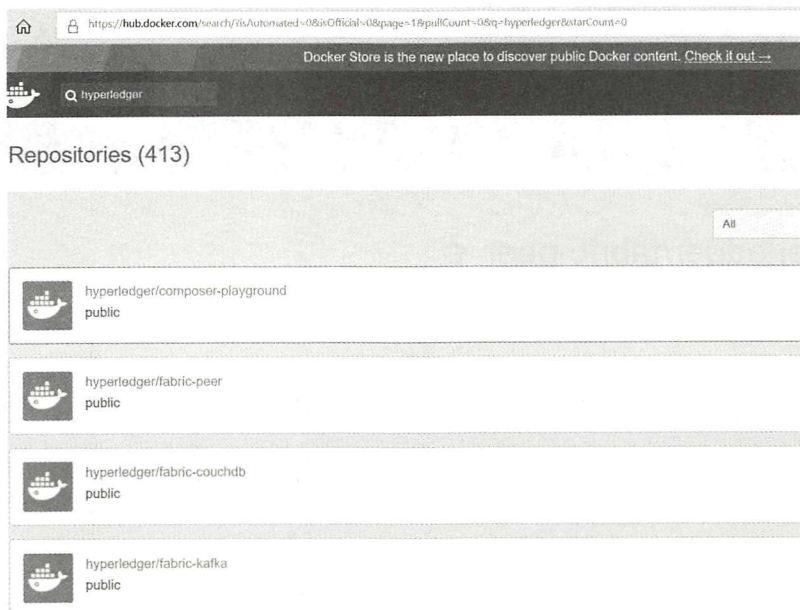 https://hub.docker.com/search/?isAutomated=0&isOfficial=0&page=1&pullCount=0&q=hyperledger&starCount=0
Docker Store is the new place to discover public Docker content. Check it out →
hyperledger
Repositories (413)
All
hyperledger/composer-playground
public
hyperledger/fabric-peer
public
hyperledger/fabric-couchdb
public
hyperledger/fabric-kafka
public